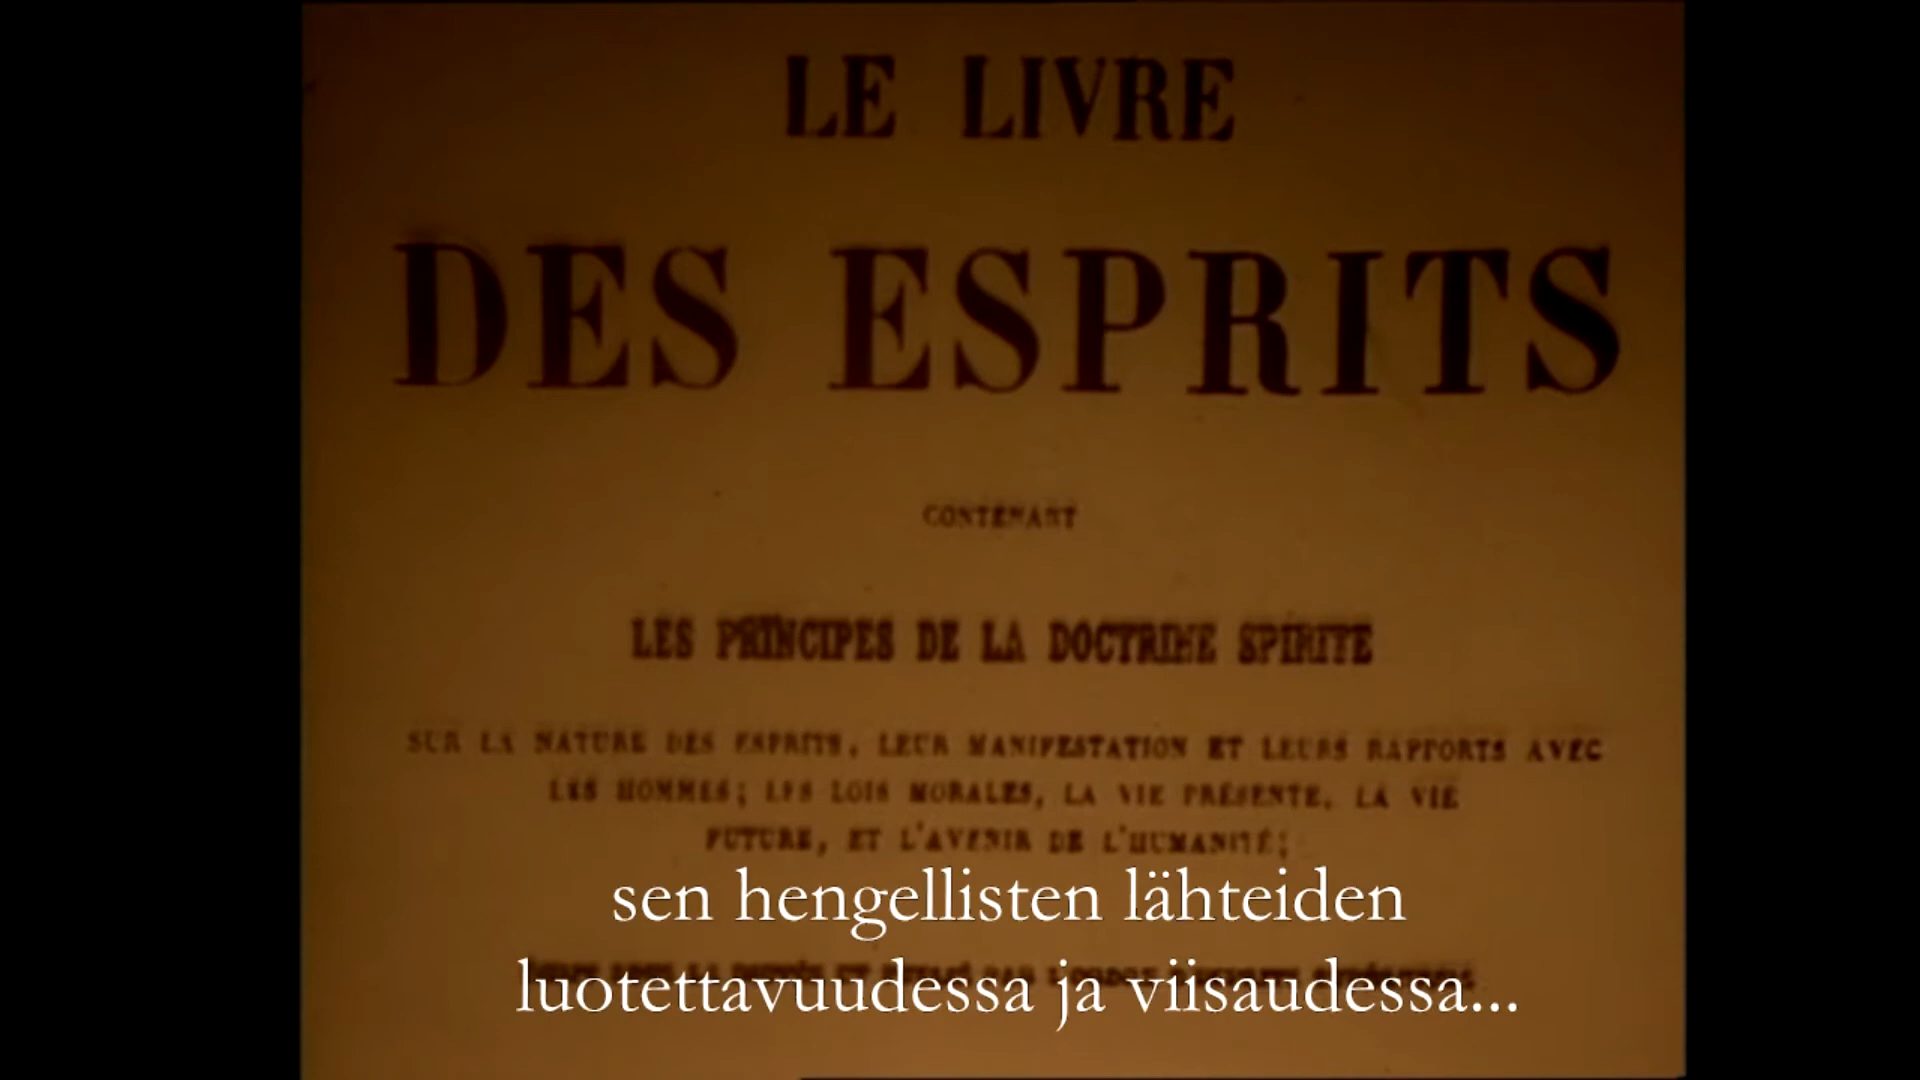 LE LIVRE
DES ESPRITS
CONTENANT
LES PRINCIPES DE LA DOCTRINE SPIRITE
SUR LA NATURE DES ESPRITS, LEUR MANIFESTATION ET LEURS RAPPORTS AVEC
LES HOMMES; LES LOIS MORALES, LA VIE PRÉSENTE, LA VIE
FUTURE, ET L'AVENIR DE L'HUMANITÉ;
sen hengellisten lähteiden
luotettavuudessa ja viisaudessa...